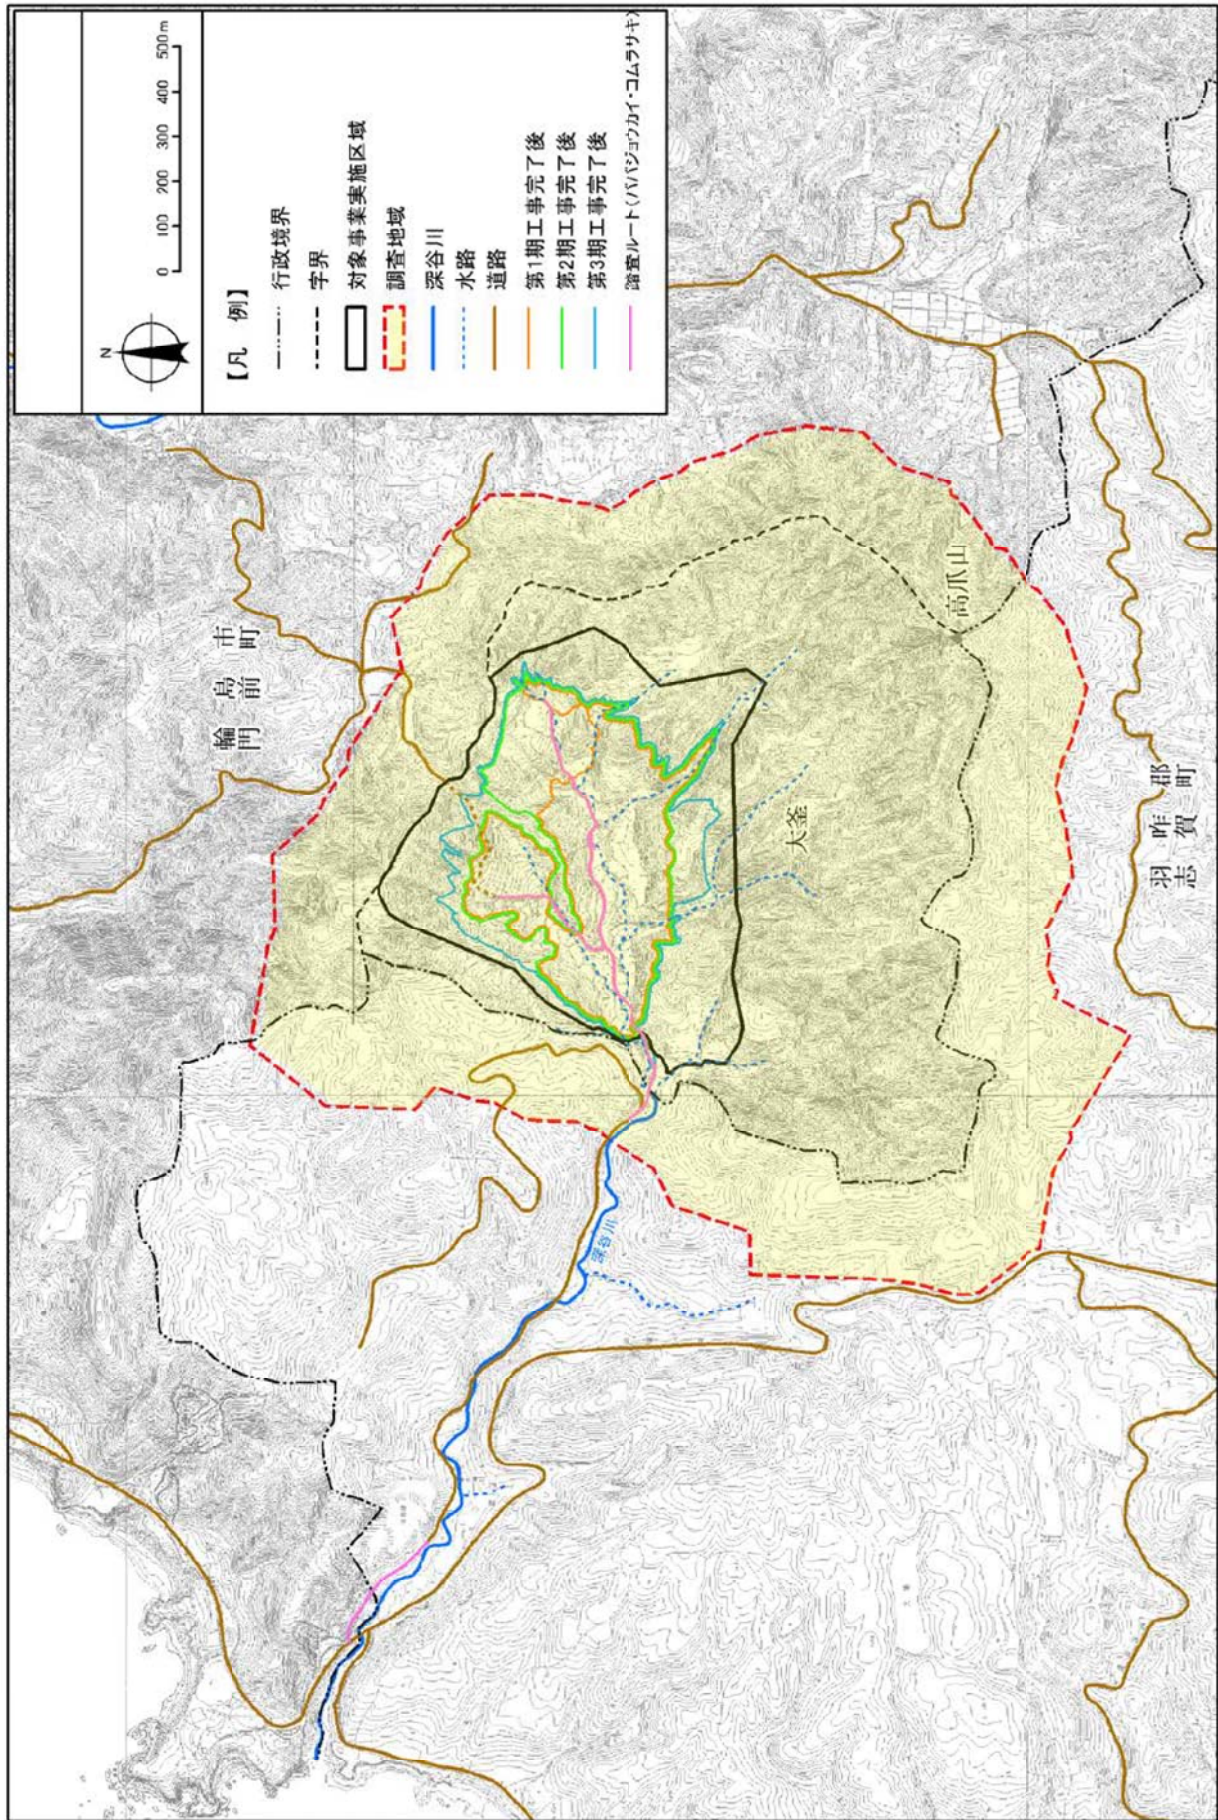 N
0 100 200 300 400 500m
【凡 例】
行政境界
字界
対象事業実施区域
調査地域
深谷川
水路
道路
第1期工事完了後
第2期工事完了後
第3期工事完了後
踏査ルート(ババジョウカイ・コムラサキ)
輪島市
門前町
高爪山
大釜
羽咋郡
志賀町
深谷川